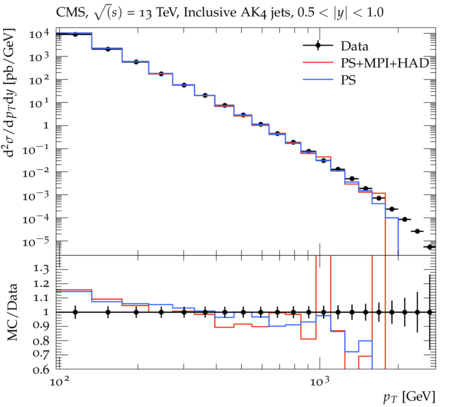 CMS, √(s) = 13 TeV, Inclusive AK4 jets, 0.5 < |y| < 1.0
Data
PS+MPI+HAD
PS
d²σ/dp_T dy [pb/GeV]
10⁴
10³
10²
10¹
1
10⁻¹
10⁻²
10⁻³
10⁻⁴
10⁻⁵
MC/Data
1.3
1.2
1.1
1
0.9
0.8
0.7
0.6
10²
10³
p_T [GeV]